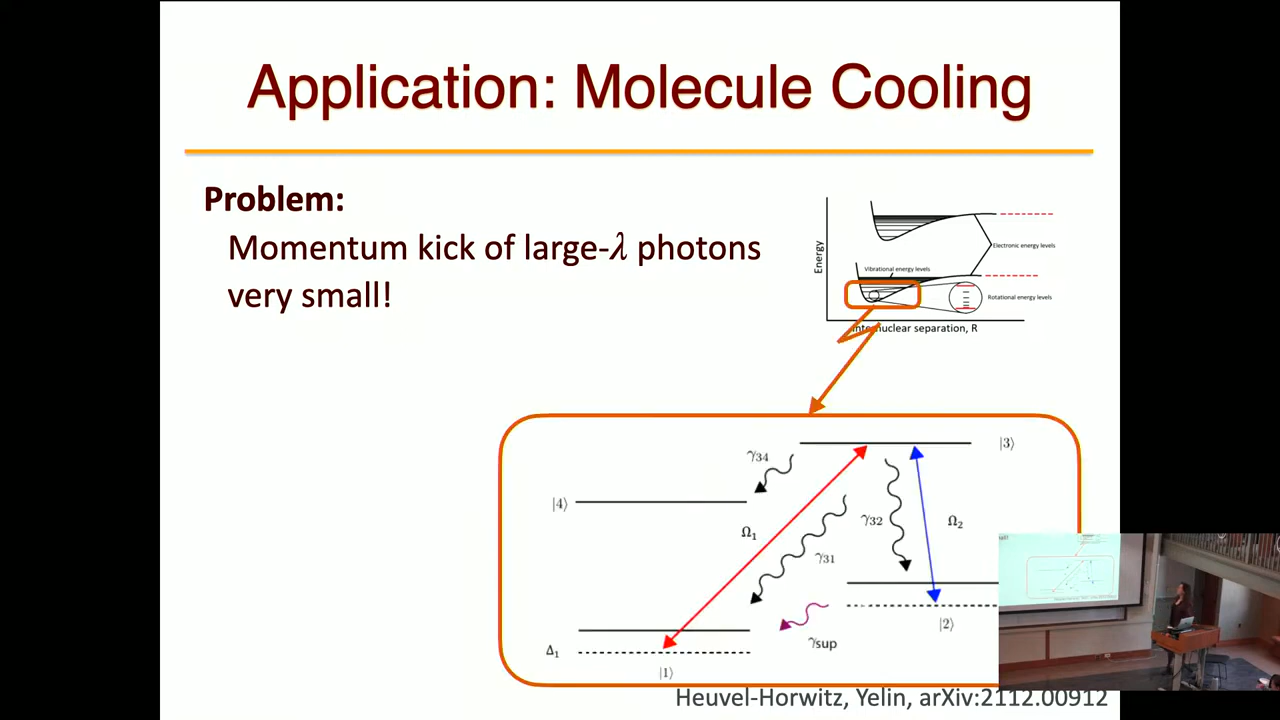 Application: Molecule Cooling
Problem:
Momentum kick of large-λ photons
very small!
Energy
Electronic energy levels
Vibrational energy levels
Rotational energy levels
Internuclear separation, R
|3⟩
γ34
|4⟩
Ω1
γ32
Ω2
γ31
|2⟩
γsup
Δ1
|1⟩
Heuvel-Horwitz, Yelin, arXiv:2112.00912